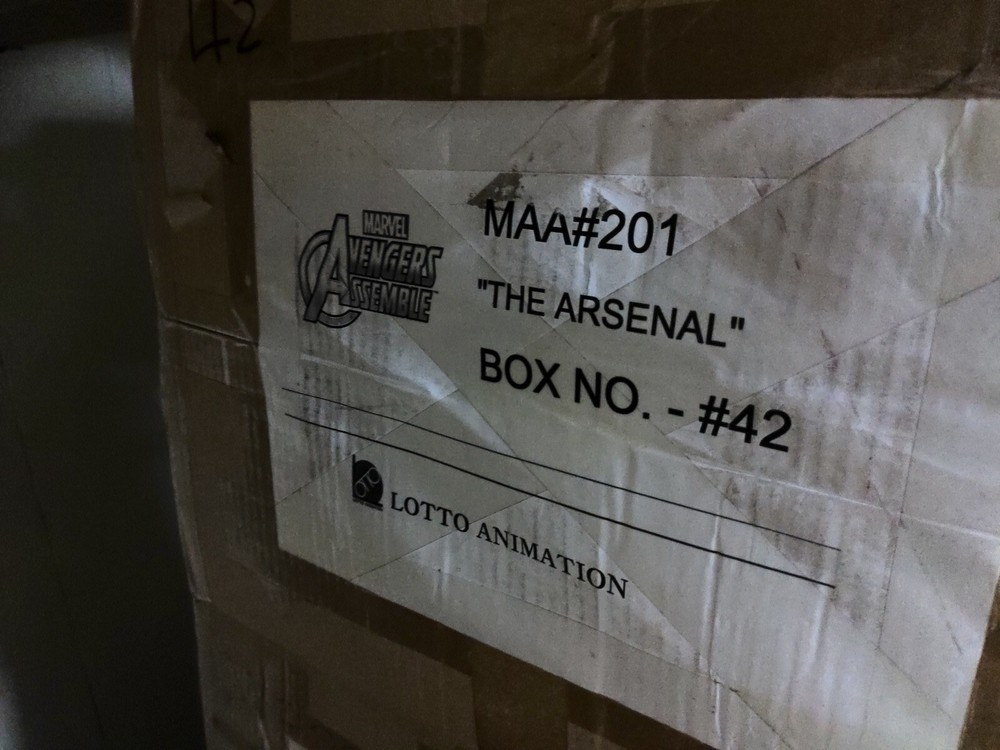 42
MARVEL
AVENGERS
ASSEMBLE
MAA#201
"THE ARSENAL"
BOX NO. - #42
LOTTO ANIMATION